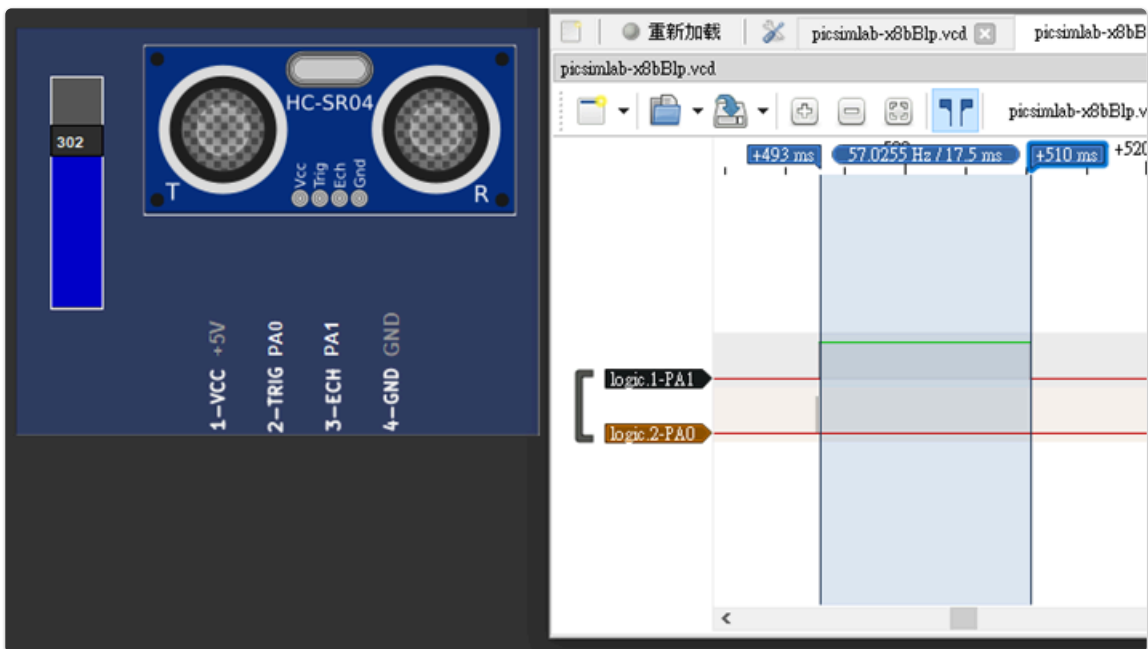 302
HC-SR04
Vcc
Trig
Ech
Gnd
T
R
1-VCC +5V
2-TRIG PA0
3-ECH PA1
4-GND GND
重新加载
picsimlab-x8bBlp.vcd
picsimlab-x8bB
picsimlab-x8bBlp.vcd
picsimlab-x8bBlp.v
+493 ms
57.0255 Hz / 17.5 ms
+510 ms
+520
logic.1-PA1
logic.2-PA0